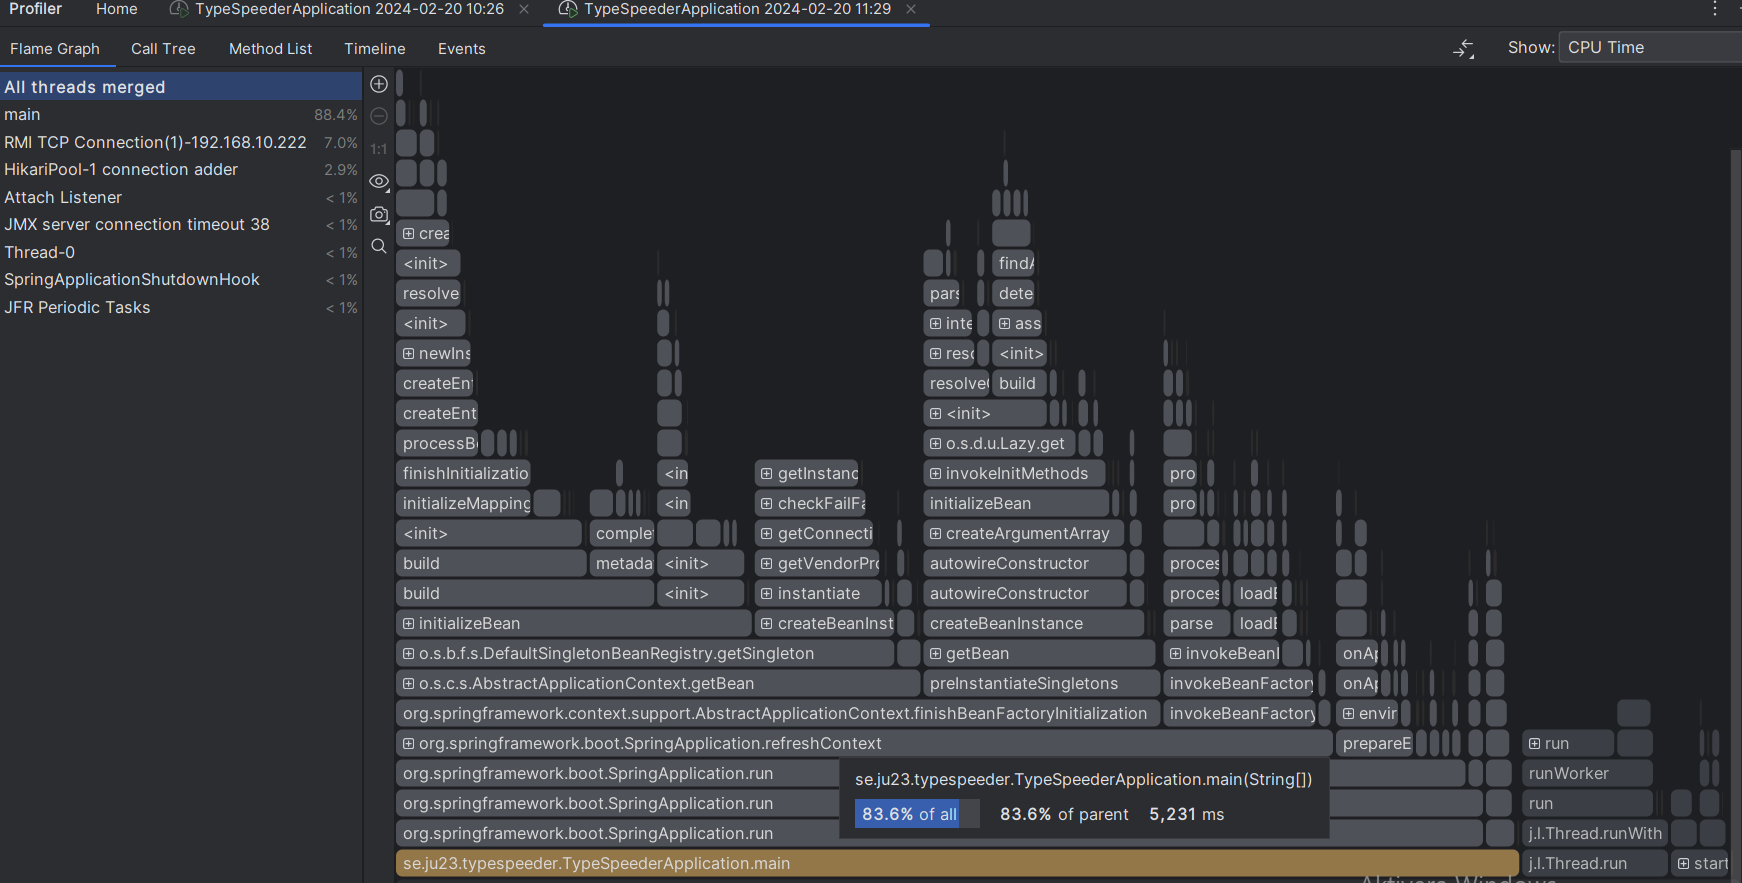 Profiler Home TypeSpeederApplication 2024-02-20 10:26 TypeSpeederApplication 2024-02-20 11:29
Flame Graph Call Tree Method List Timeline Events Show: CPU Time
All threads merged
main 88.4%
RMI TCP Connection(1)-192.168.10.222 7.0%
HikariPool-1 connection adder 2.9%
Attach Listener < 1%
JMX server connection timeout 38 < 1%
Thread-0 < 1%
SpringApplicationShutdownHook < 1%
JFR Periodic Tasks < 1%
1:1
crea
<init> findA
resolve pars dete
<init> inte ass
newIns reso <init>
createEn resolve build
createEnt <init>
processB o.s.d.u.Lazy.get
finishInitializatio <in getInstanc invokeInitMethods pro
initializeMapping <in checkFailFa initializeBean pro
<init> comple getConnecti createArgumentArray
build metada <init> getVendorPro autowireConstructor proces
build <init> instantiate autowireConstructor proces loadB
initializeBean createBeanInst createBeanInstance parse loadB
o.s.b.f.s.DefaultSingletonBeanRegistry.getSingleton getBean invokeBeanF onAp
o.s.c.s.AbstractApplicationContext.getBean preInstantiateSingletons invokeBeanFactory onAp
org.springframework.context.support.AbstractApplicationContext.finishBeanFactoryInitialization invokeBeanFactory envir
org.springframework.boot.SpringApplication.refreshContext prepareE run
org.springframework.boot.SpringApplication.run runWorker
se.ju23.typespeeder.TypeSpeederApplication.main(String[])
org.springframework.boot.SpringApplication.run run
83.6% of all 83.6% of parent 5,231 ms
org.springframework.boot.SpringApplication.run j.l.Thread.runWith
se.ju23.typespeeder.TypeSpeederApplication.main j.l.Thread.run start
Aktivera Windows